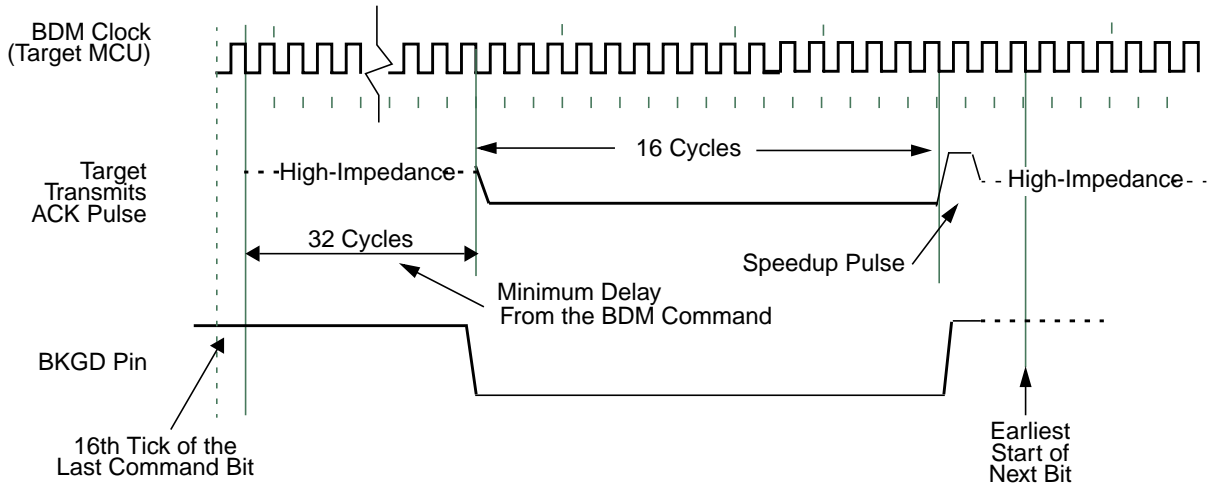 BDM Clock
(Target MCU)
16 Cycles
Target
Transmits
ACK Pulse
High-Impedance
High-Impedance
32 Cycles
Speedup Pulse
Minimum Delay
From the BDM Command
BKGD Pin
16th Tick of the
Last Command Bit
Earliest
Start of
Next Bit